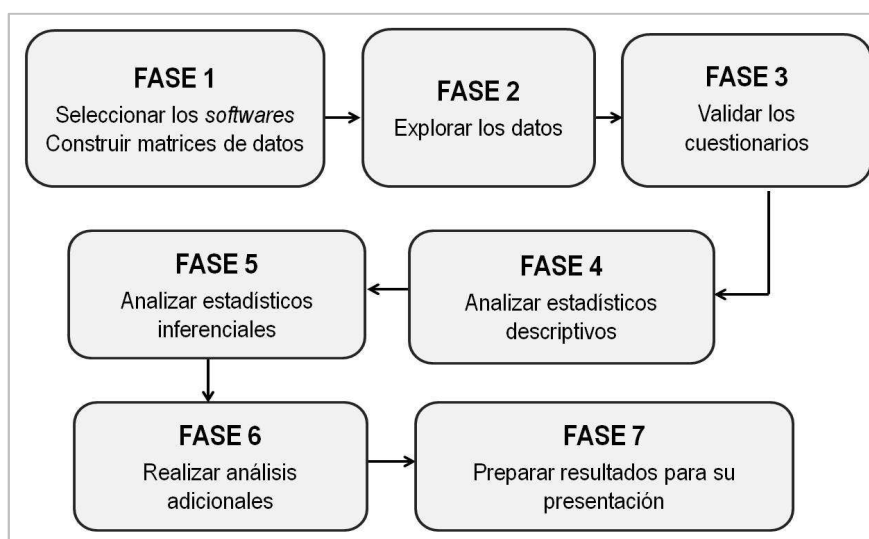 FASE 1
Seleccionar los softwares
Construir matrices de datos
FASE 2
Explorar los datos
FASE 3
Validar los
cuestionarios
FASE 4
Analizar estadísticos
descriptivos
FASE 5
Analizar estadísticos
inferenciales
FASE 6
Realizar análisis
adicionales
FASE 7
Preparar resultados para su
presentación